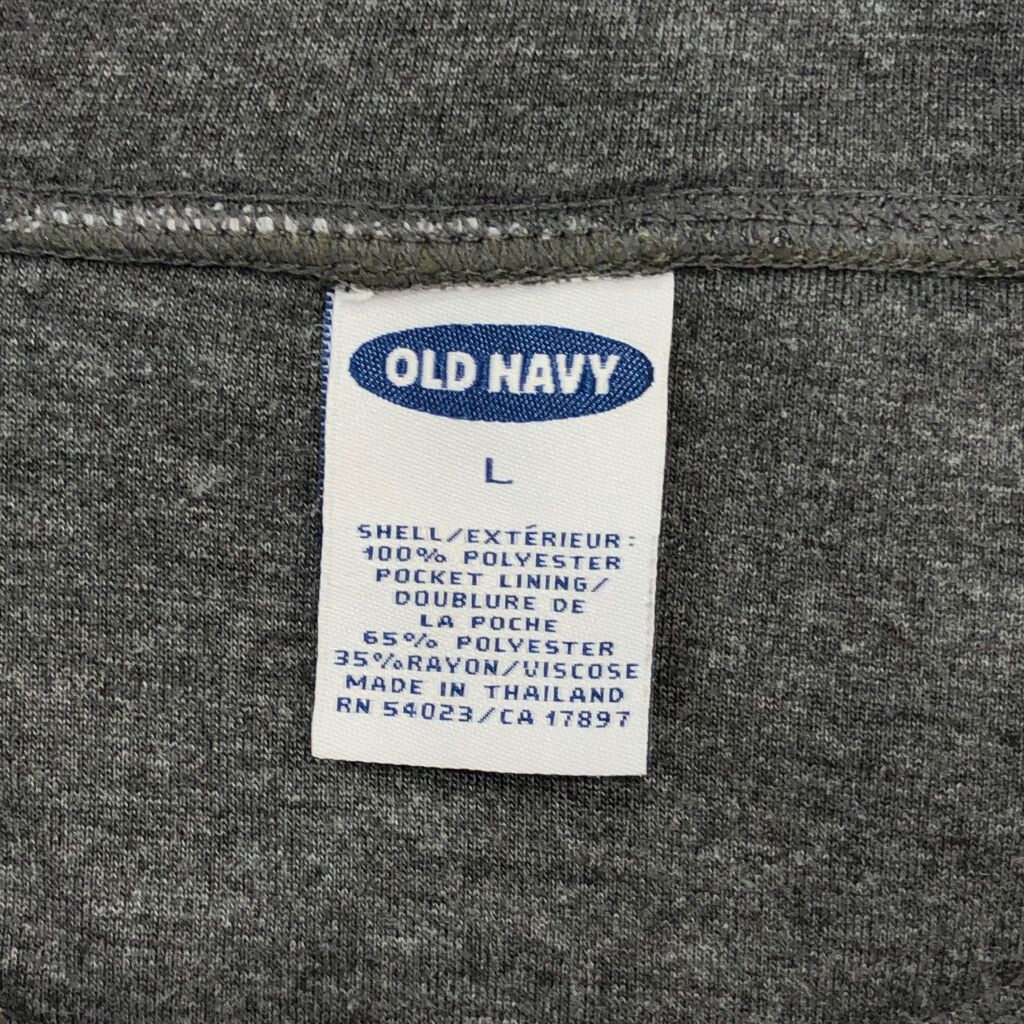 OLD NAVY
L
SHELL/EXTÉRIEUR:
100% POLYESTER
POCKET LINING/
DOUBLURE DE
LA POCHE
65% POLYESTER
35%RAYON/VISCOSE
MADE IN THAILAND
RN 54023/CA 17897